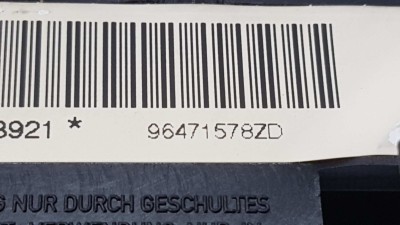 3921 * 96471578ZD
G NUR DURCH GESCHULTES